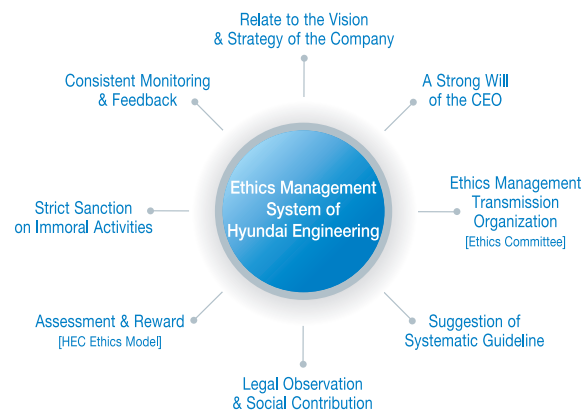 Relate to the Vision
& Strategy of the Company
Consistent Monitoring
& Feedback
A Strong Will
of the CEO
Ethics Management
System of
Hyundai Engineering
Ethics Management
Transmission
Organization
[Ethics Committee]
Strict Sanction
on Immoral Activities
Assessment & Reward
[HEC Ethics Model]
Suggestion of
Systematic Guideline
Legal Observation
& Social Contribution